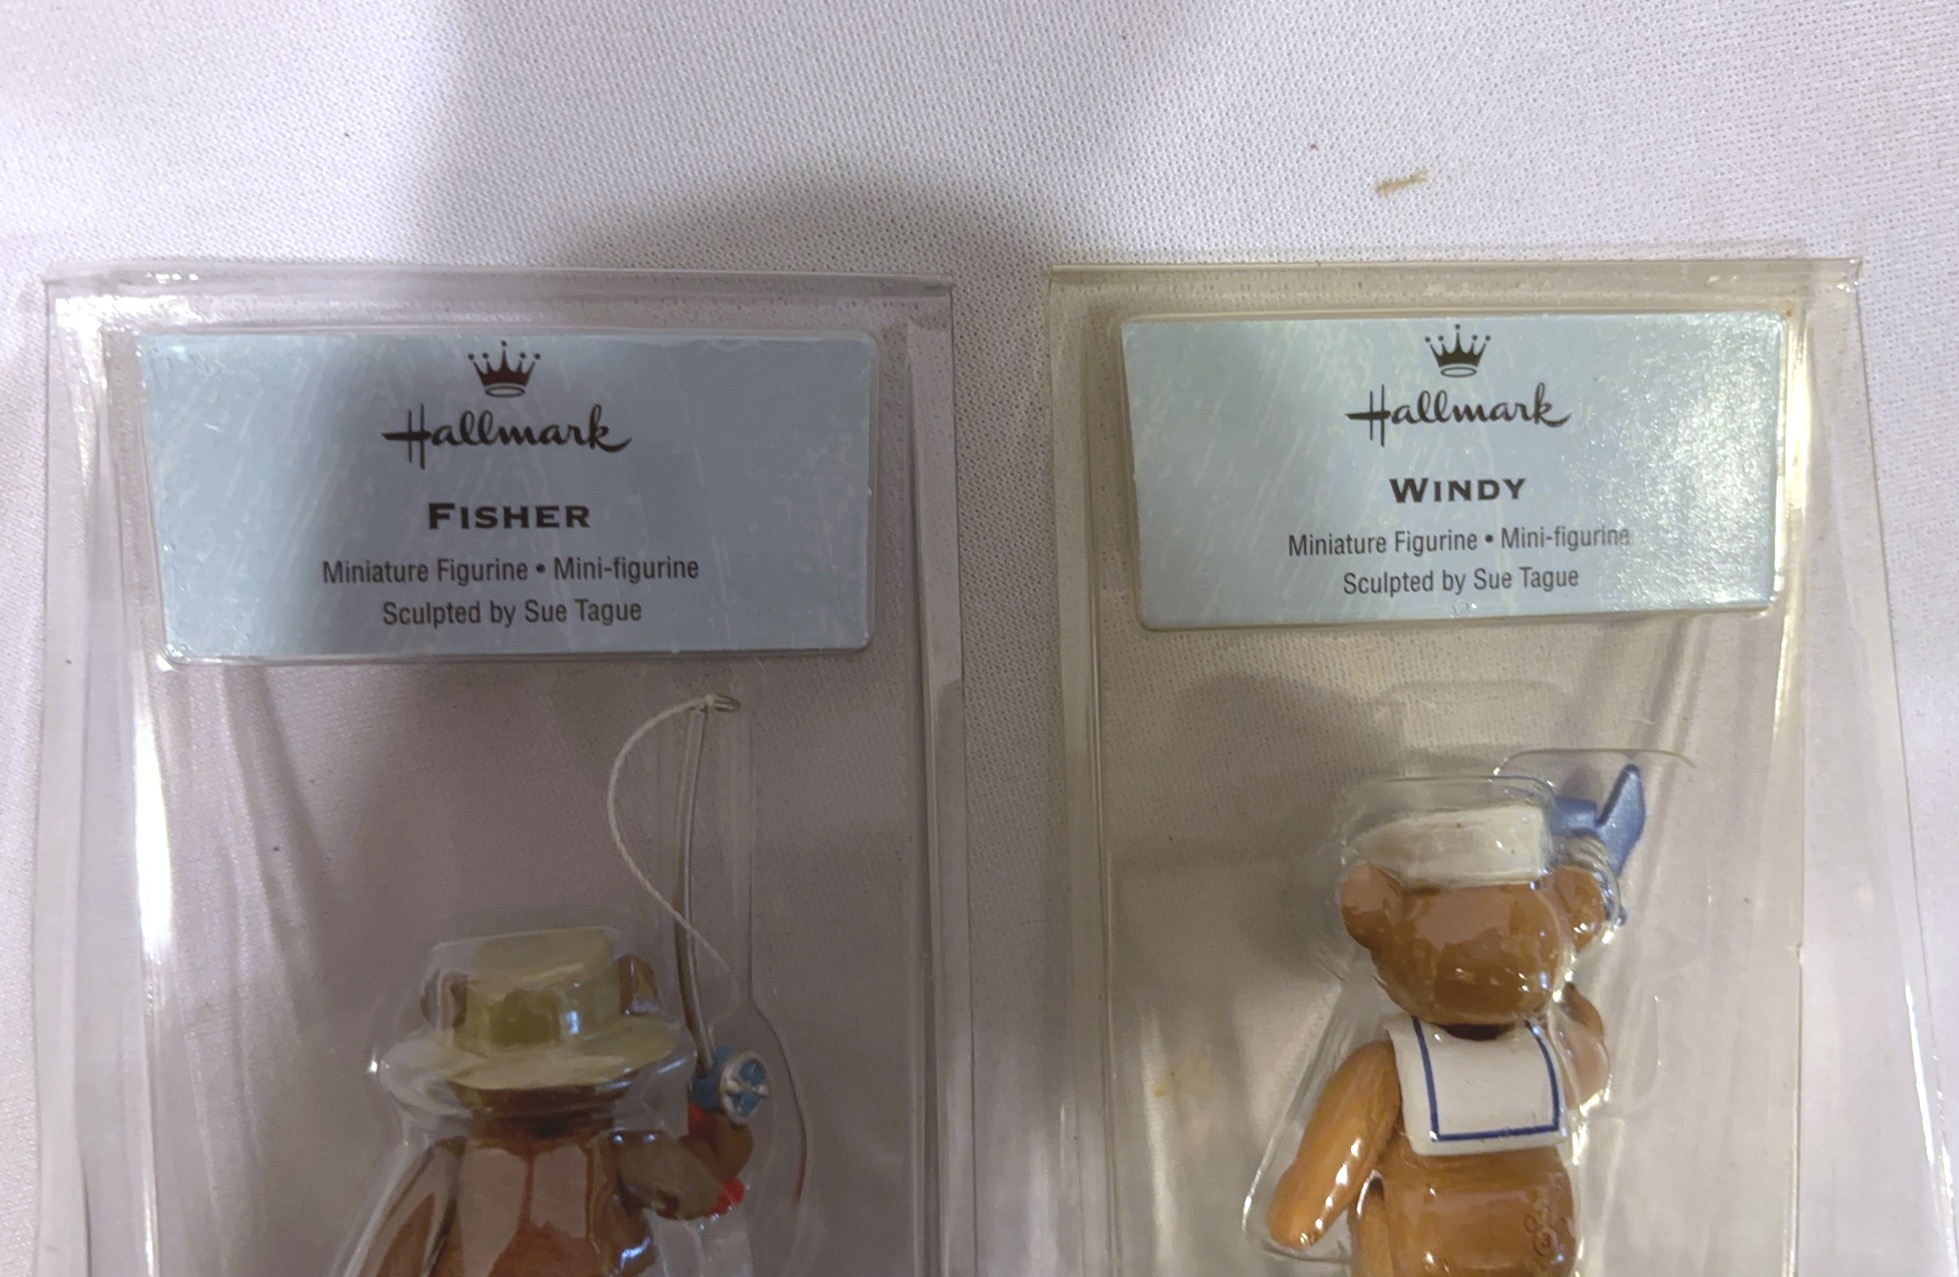 Hallmark
FISHER
Miniature Figurine • Mini-figurine
Sculpted by Sue Tague
Hallmark
WINDY
Miniature Figurine • Mini-figurine
Sculpted by Sue Tague